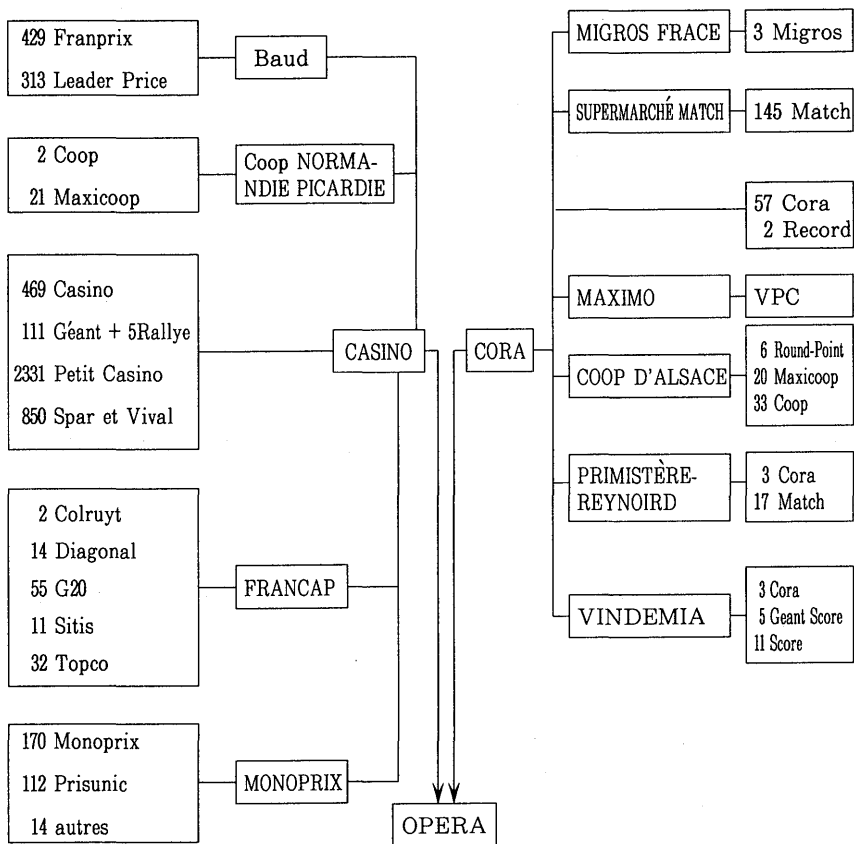 429 Franprix
313 Leader Price
Baud
2 Coop
21 Maxicoop
Coop NORMA-
NDIE PICARDIE
469 Casino
111 Géant + 5Rallye
2331 Petit Casino
850 Spar et Vival
CASINO
2 Colruyt
14 Diagonal
55 G20
11 Sitis
32 Topco
FRANCAP
170 Monoprix
112 Prisunic
14 autres
MONOPRIX
OPERA
CORA
MIGROS FRACE
3 Migros
SUPERMARCHÉ MATCH
145 Match
57 Cora
2 Record
MAXIMO
VPC
COOP D'ALSACE
6 Round-Point
20 Maxicoop
33 Coop
PRIMISTÈRE-
REYNOIRD
3 Cora
17 Match
VINDEMIA
3 Cora
5 Geant Score
11 Score